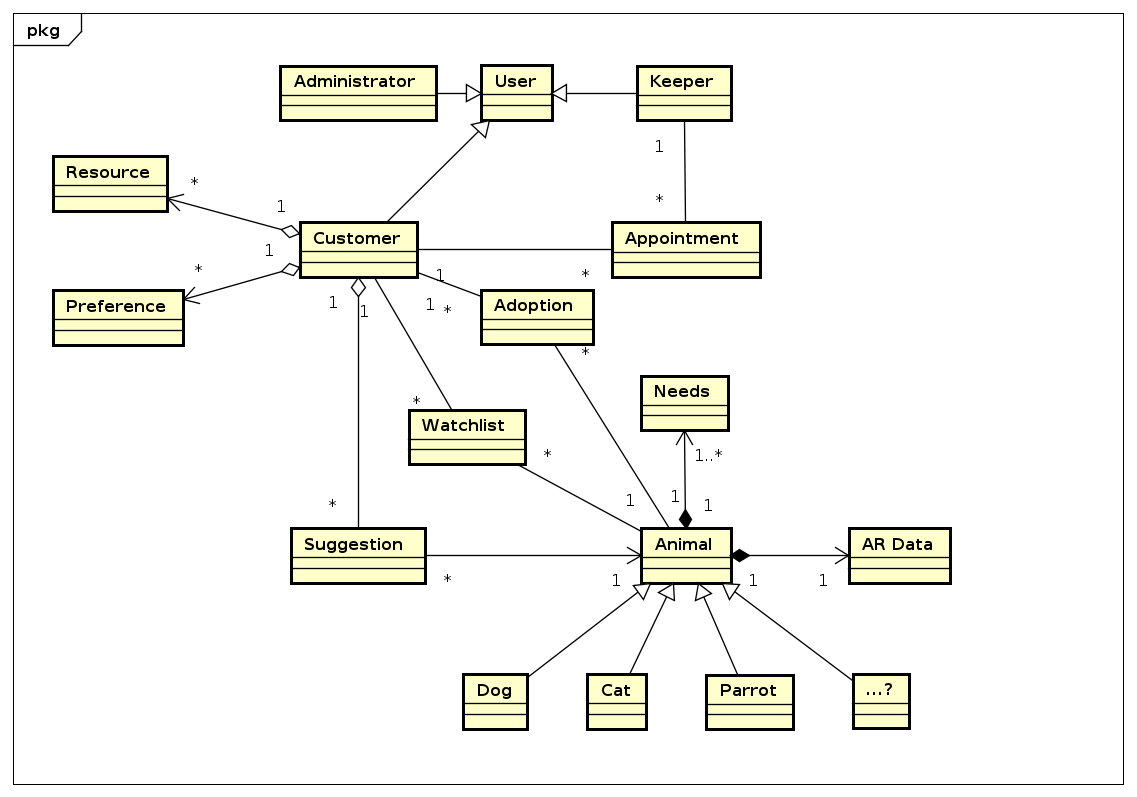 pkg
Administrator
User
Keeper
1
Resource
*
*
1
Customer
Appointment
1
*
1
*
Preference
1
1
1
*
Adoption
*
Needs
*
Watchlist
*
1..*
1
1
1
*
Suggestion
Animal
AR Data
*
1
1
1
Dog
Cat
Parrot
...?